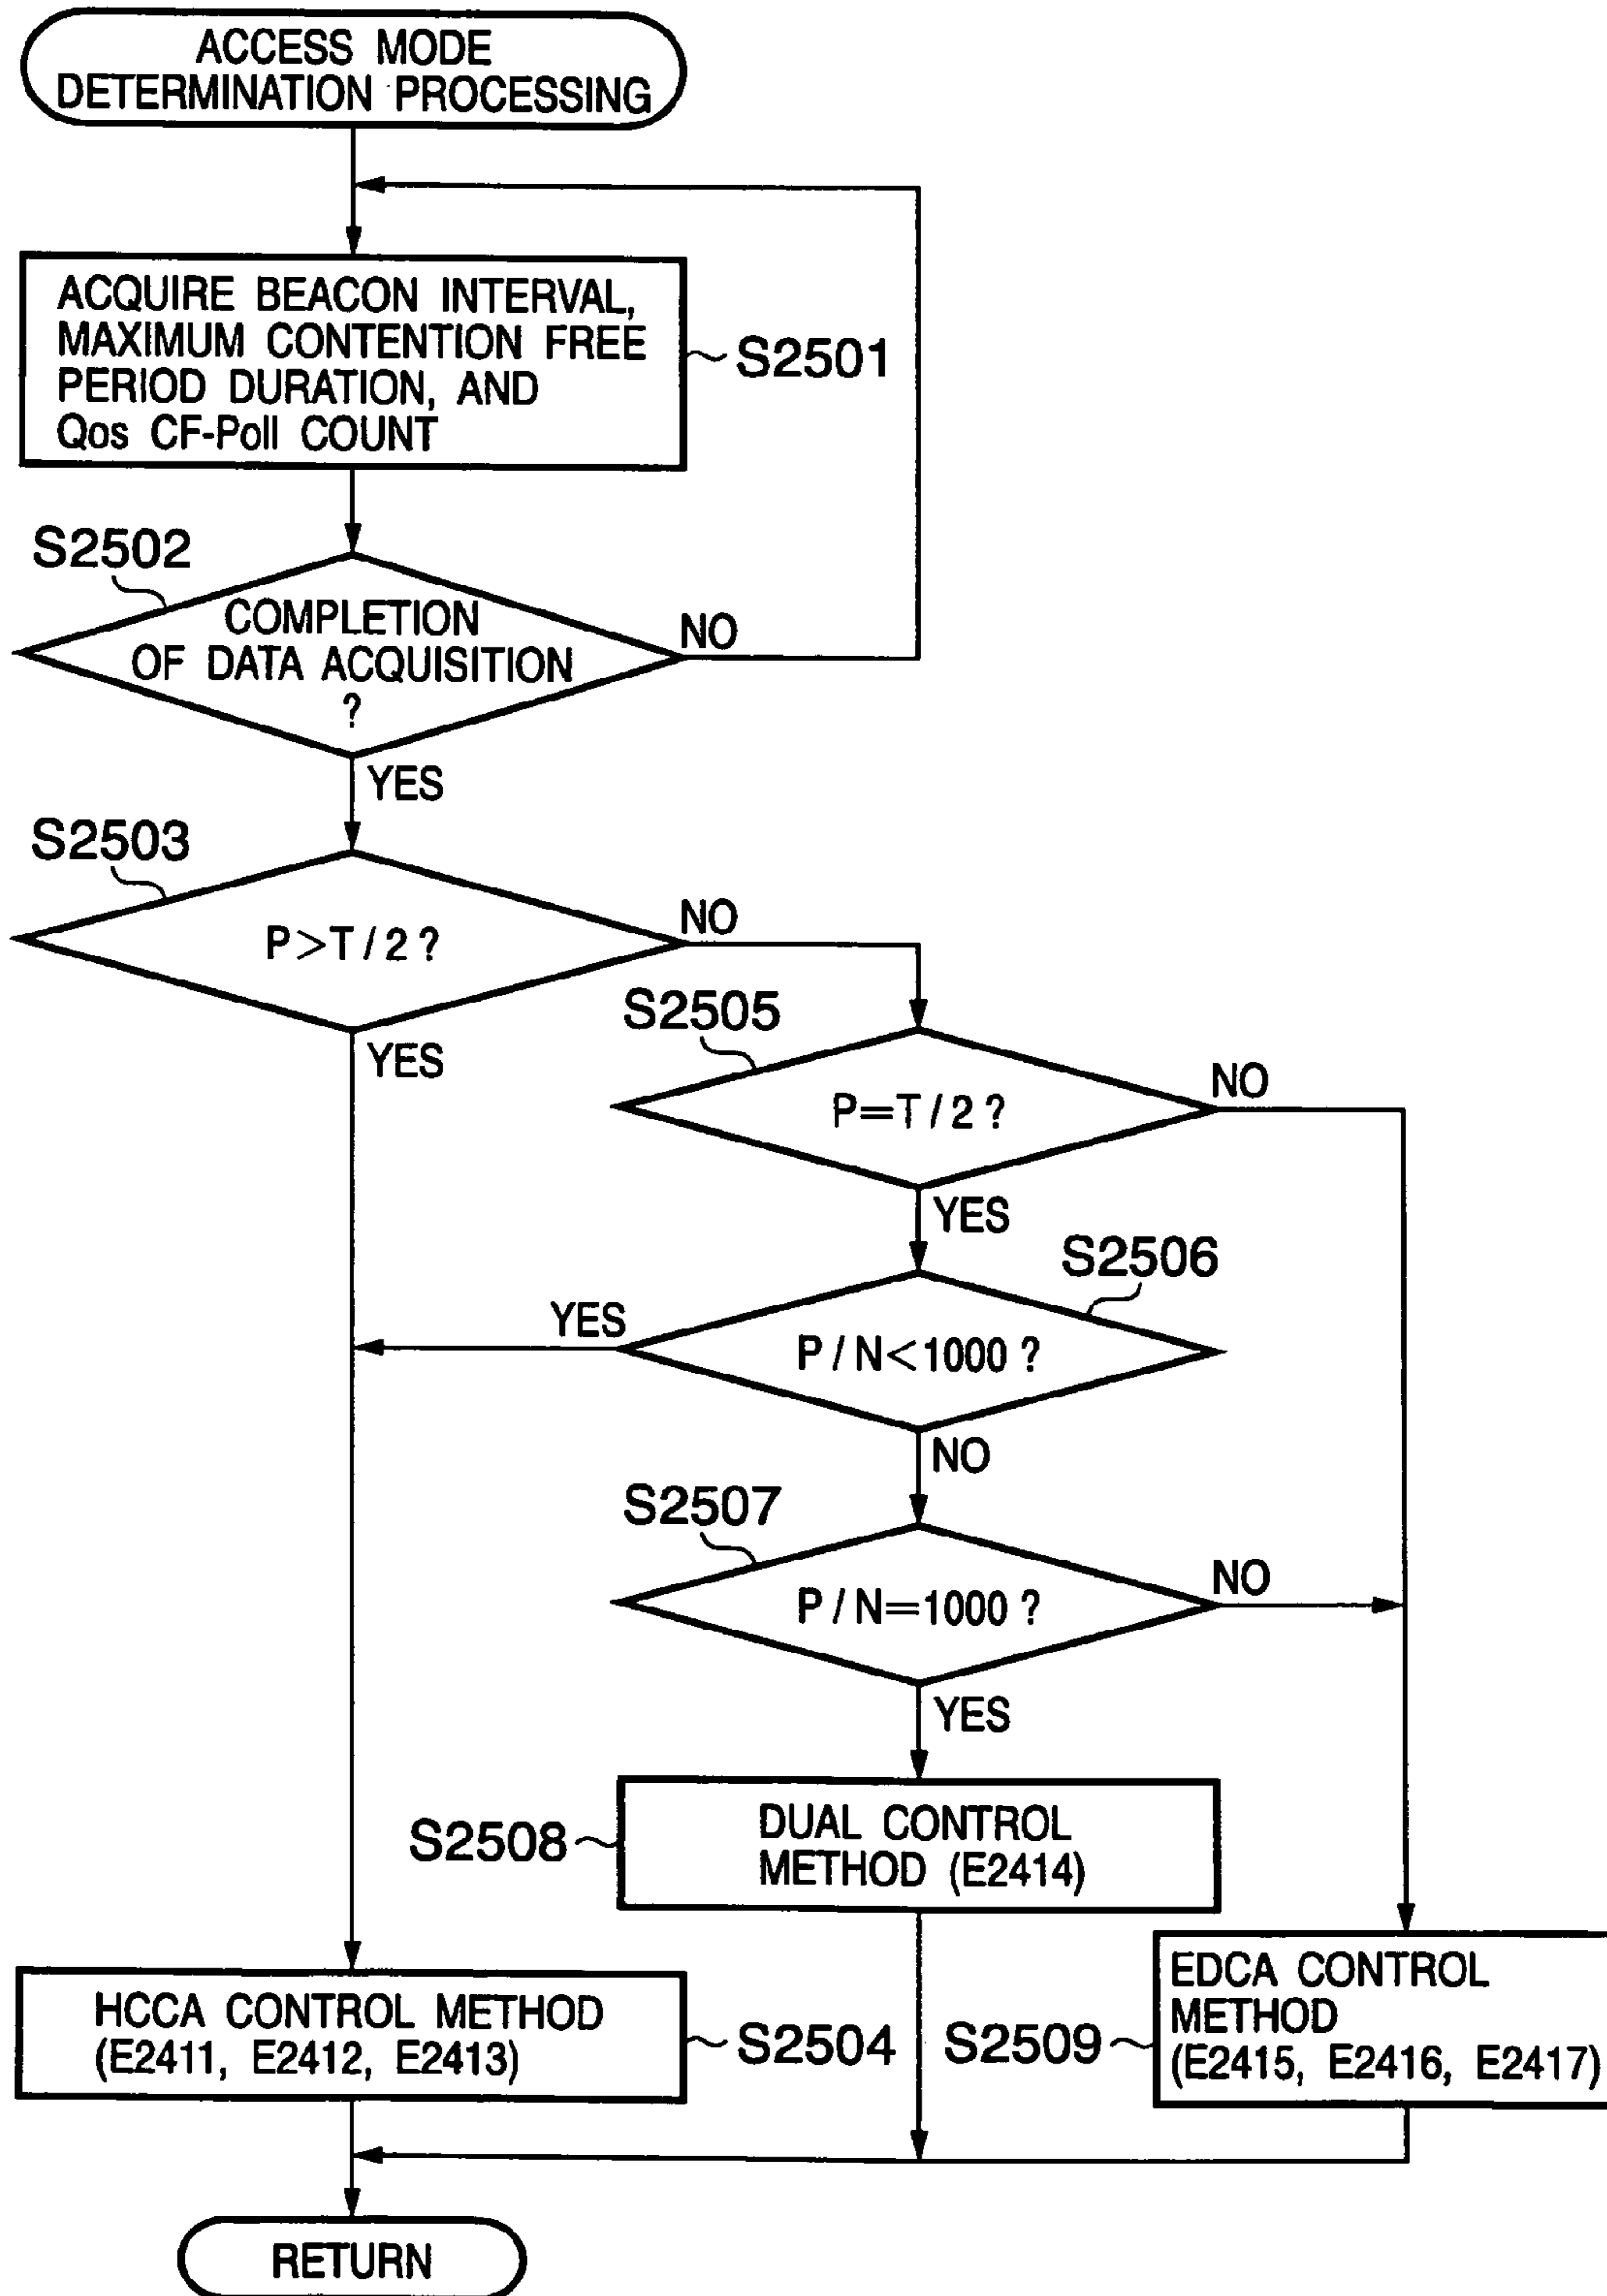 ACCESS MODE
DETERMINATION PROCESSING
ACQUIRE BEACON INTERVAL,
MAXIMUM CONTENTION FREE
PERIOD DURATION, AND
Qos CF-Poll COUNT
S2501
S2502
COMPLETION
OF DATA ACQUISITION
?
NO
YES
S2503
P>T/2?
NO
YES
S2505
P=T/2?
NO
YES
S2506
P/N<1000?
YES
NO
S2507
P/N=1000?
NO
YES
S2508
DUAL CONTROL
METHOD (E2414)
HCCA CONTROL METHOD
(E2411, E2412, E2413)
S2504
S2509
EDCA CONTROL
METHOD
(E2415, E2416, E2417)
RETURN